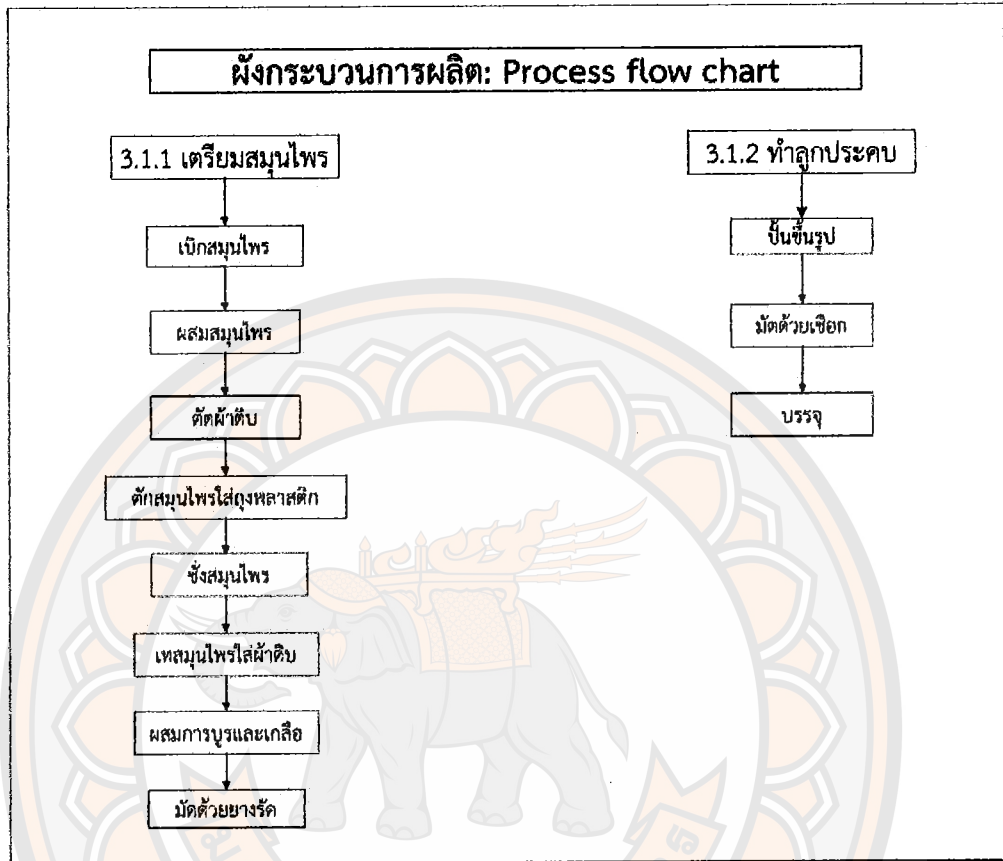 ผังกระบวนการผลิต: Process flow chart
3.1.1 เตรียมสมุนไพร
เบิกสมุนไพร
ผสมสมุนไพร
ตัดผ้าดิบ
ตักสมุนไพรใส่ถุงพลาสติก
ชั่งสมุนไพร
เทสมุนไพรใส่ผ้าดิบ
ผสมการบูรและเกลือ
มัดด้วยยางรัด
3.1.2 ทำลูกประคบ
ปั้นขึ้นรูป
มัดด้วยเชือก
บรรจุ